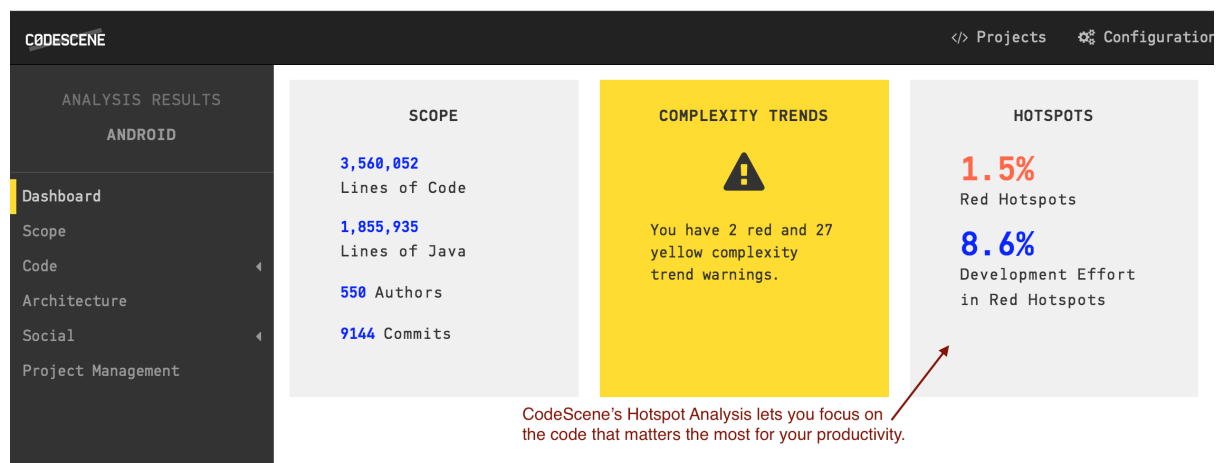 CØDESCENE
</> Projects
Configuration
ANALYSIS RESULTS
ANDROID
Dashboard
Scope
Code
Architecture
Social
Project Management
SCOPE
3,560,052
Lines of Code
1,855,935
Lines of Java
550 Authors
9144 Commits
COMPLEXITY TRENDS
You have 2 red and 27
yellow complexity
trend warnings.
HOTSPOTS
1.5%
Red Hotspots
8.6%
Development Effort
in Red Hotspots
CodeScene’s Hotspot Analysis lets you focus on
the code that matters the most for your productivity.